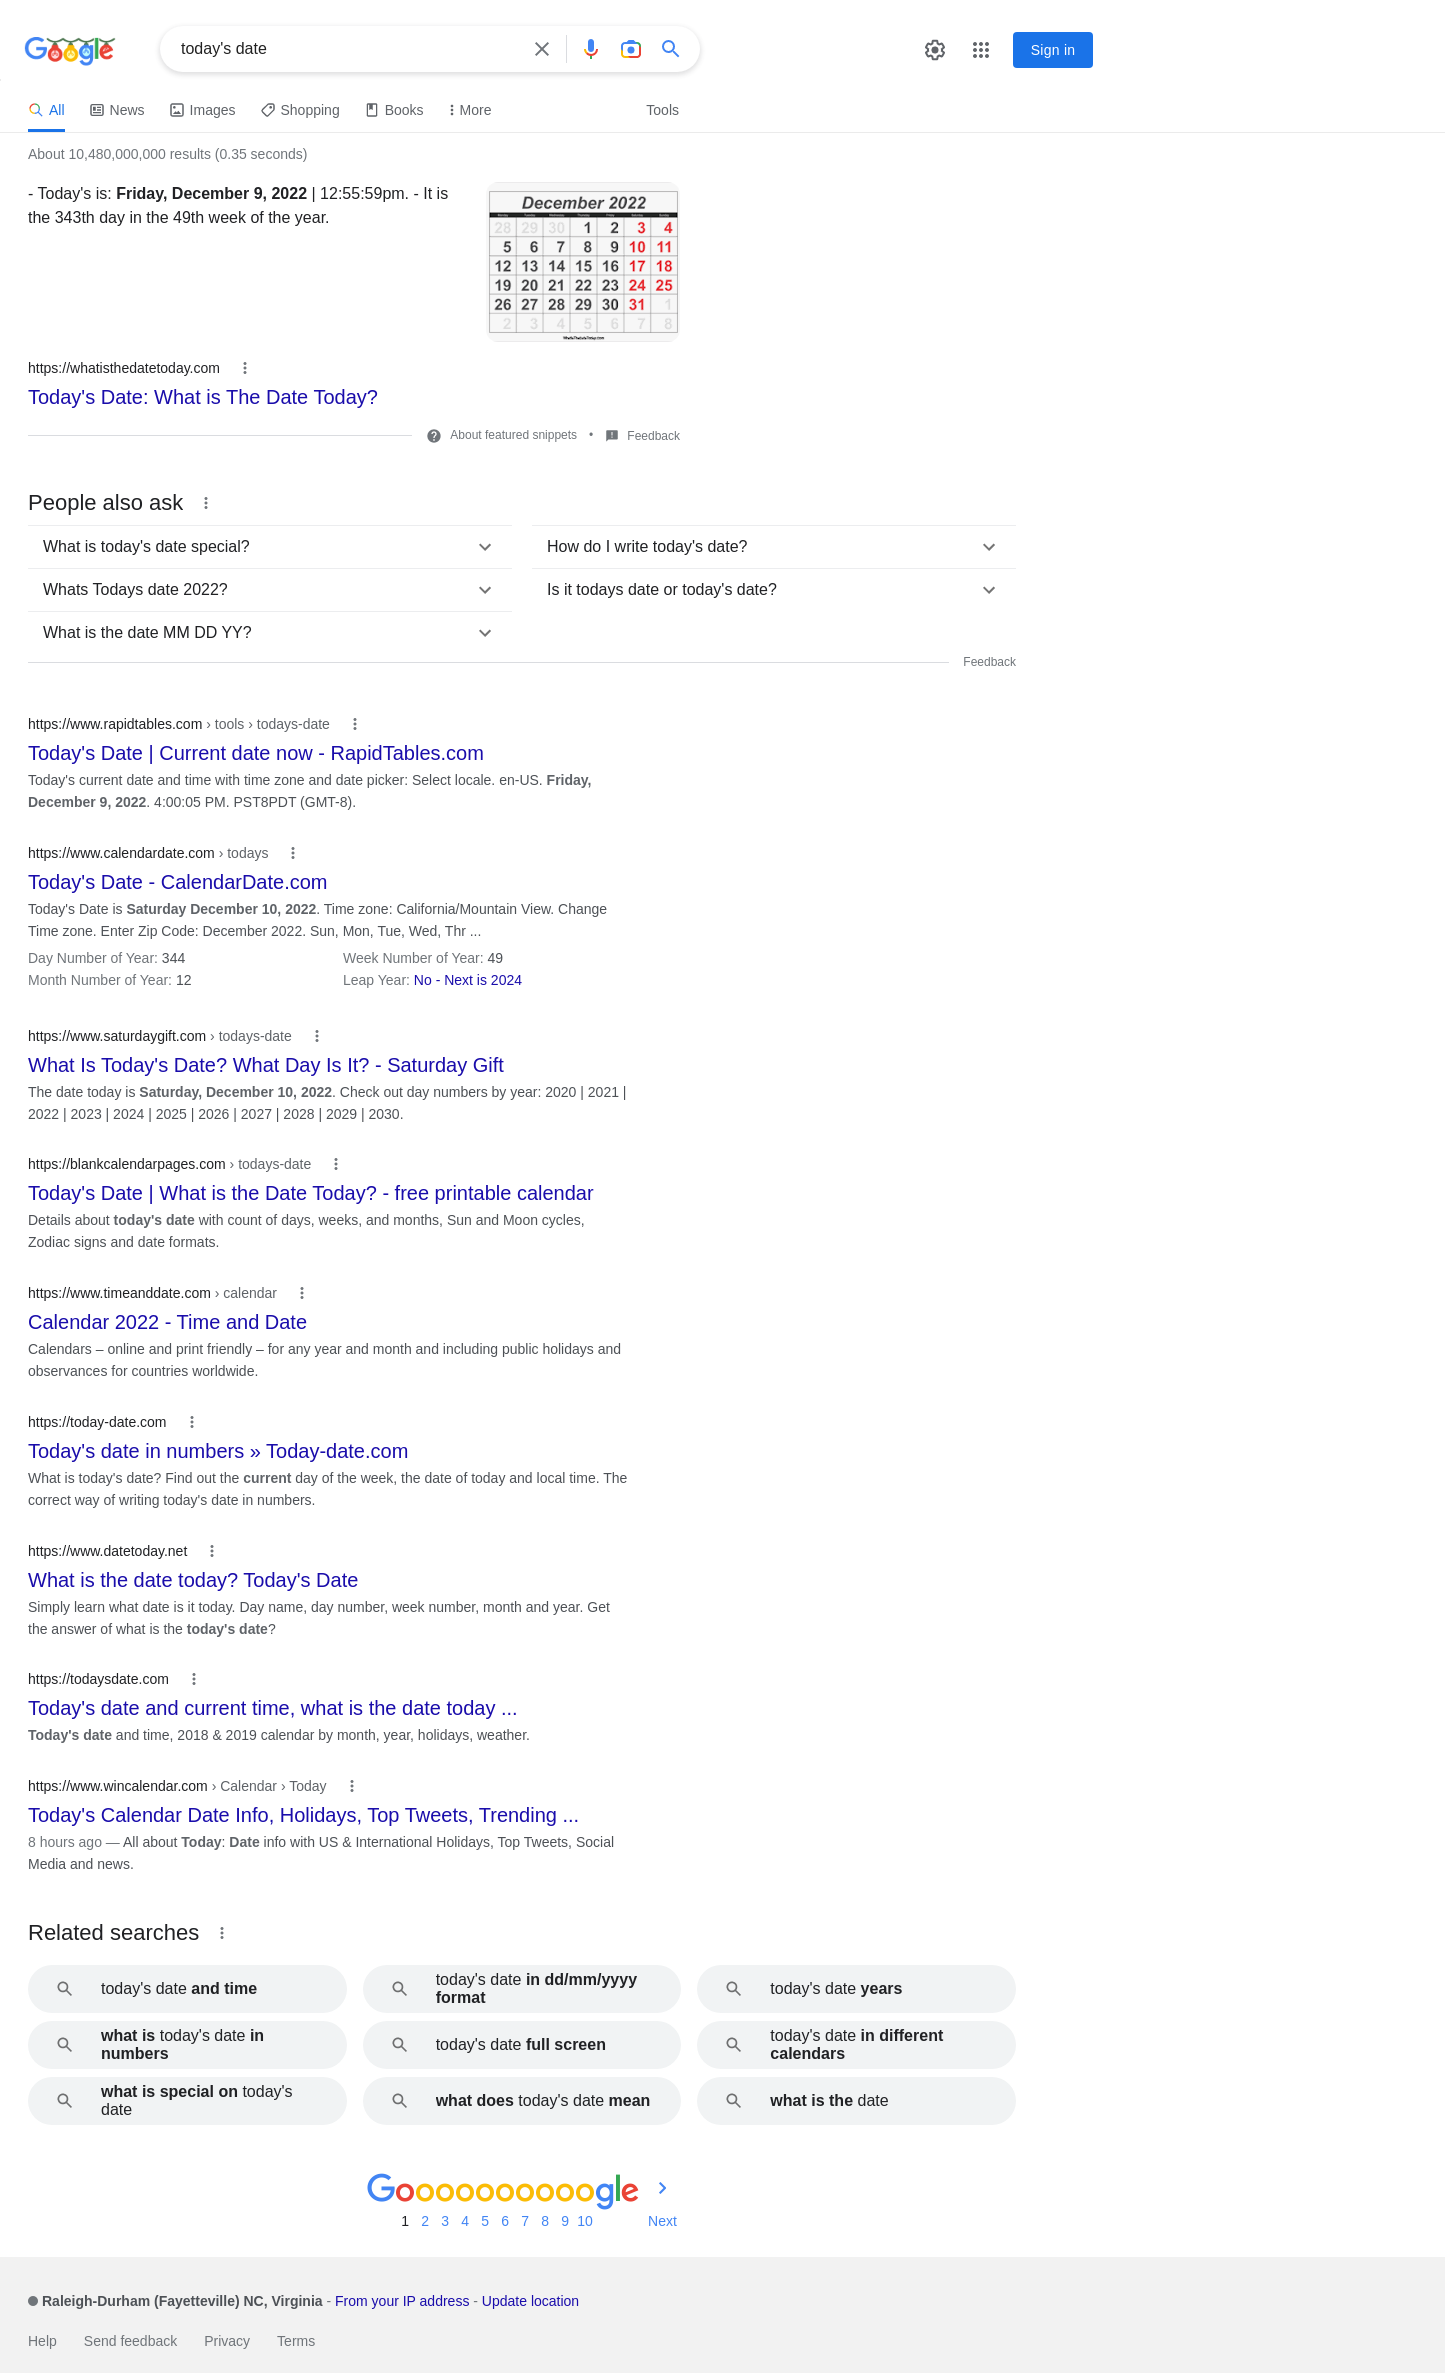 Google
today's date
Sign in
All
News
Images
Shopping
Books
More
Tools
About 10,480,000,000 results (0.35 seconds)
- Today's is: Friday, December 9, 2022 | 12:55:59pm. - It is
the 343th day in the 49th week of the year.
December 2022
Monday Tuesday Wednesday Thursday Friday Saturday Sunday
28 29 30 1 2 3 4
5 6 7 8 9 10 11
12 13 14 15 16 17 18
19 20 21 22 23 24 25
26 27 28 29 30 31 1
2 3 4 5 6 7 8
WhatIsTheDateToday.Com
https://whatisthedatetoday.com
Today's Date: What is The Date Today?
About featured snippets • Feedback
People also ask
What is today's date special?
How do I write today's date?
Whats Todays date 2022?
Is it todays date or today's date?
What is the date MM DD YY?
Feedback
https://www.rapidtables.com › tools › todays-date
Today's Date | Current date now - RapidTables.com
Today's current date and time with time zone and date picker: Select locale. en-US. Friday,
December 9, 2022. 4:00:05 PM. PST8PDT (GMT-8).
https://www.calendardate.com › todays
Today's Date - CalendarDate.com
Today's Date is Saturday December 10, 2022. Time zone: California/Mountain View. Change
Time zone. Enter Zip Code: December 2022. Sun, Mon, Tue, Wed, Thr ...
Day Number of Year: 344
Week Number of Year: 49
Month Number of Year: 12
Leap Year: No - Next is 2024
https://www.saturdaygift.com › todays-date
What Is Today's Date? What Day Is It? - Saturday Gift
The date today is Saturday, December 10, 2022. Check out day numbers by year: 2020 | 2021 |
2022 | 2023 | 2024 | 2025 | 2026 | 2027 | 2028 | 2029 | 2030.
https://blankcalendarpages.com › todays-date
Today's Date | What is the Date Today? - free printable calendar
Details about today's date with count of days, weeks, and months, Sun and Moon cycles,
Zodiac signs and date formats.
https://www.timeanddate.com › calendar
Calendar 2022 - Time and Date
Calendars – online and print friendly – for any year and month and including public holidays and
observances for countries worldwide.
https://today-date.com
Today's date in numbers » Today-date.com
What is today's date? Find out the current day of the week, the date of today and local time. The
correct way of writing today's date in numbers.
https://www.datetoday.net
What is the date today? Today's Date
Simply learn what date is it today. Day name, day number, week number, month and year. Get
the answer of what is the today's date?
https://todaysdate.com
Today's date and current time, what is the date today ...
Today's date and time, 2018 & 2019 calendar by month, year, holidays, weather.
https://www.wincalendar.com › Calendar › Today
Today's Calendar Date Info, Holidays, Top Tweets, Trending ...
8 hours ago — All about Today: Date info with US & International Holidays, Top Tweets, Social
Media and news.
Related searches
today's date and time
today's date in dd/mm/yyyy
format
today's date years
what is today's date in
numbers
today's date full screen
today's date in different
calendars
what is special on today's
date
what does today's date mean
what is the date
Goooooooooogle
1 2 3 4 5 6 7 8 9 10 Next
Raleigh-Durham (Fayetteville) NC, Virginia - From your IP address - Update location
Help Send feedback Privacy Terms